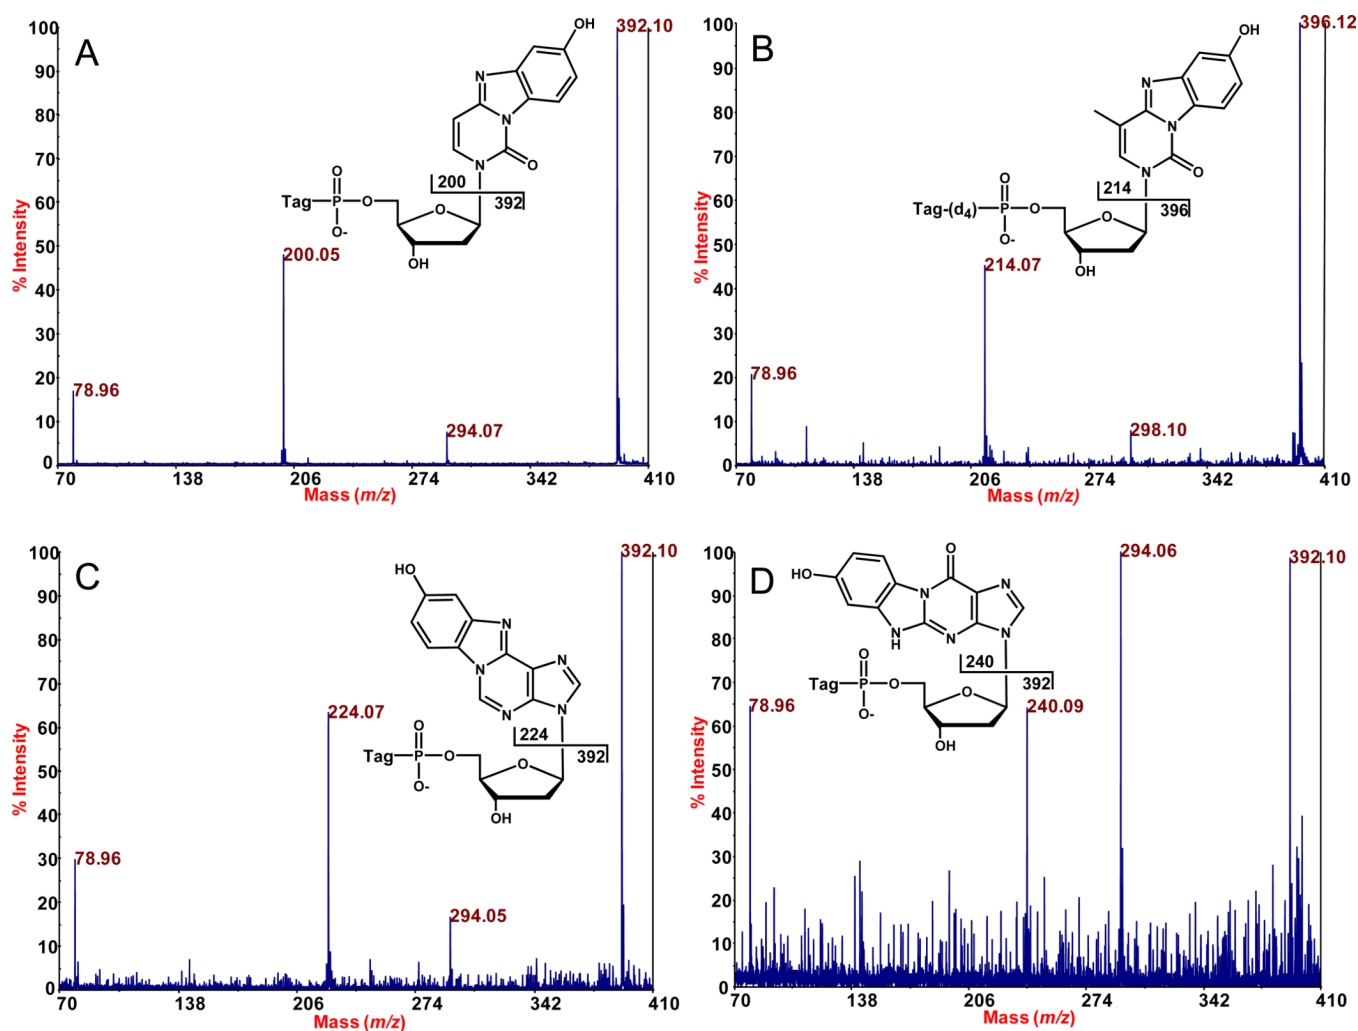 A
100
90
80
70
60
50
40
30
20
10
0
% Intensity
70
138
206
274
342
410
Mass (m/z)
392.10
200.05
294.07
78.96
OH
N
N
N
O
O
Tag
P
O
O-
O
OH
200
392
B
100
90
80
70
60
50
40
30
20
10
0
% Intensity
70
138
206
274
342
410
Mass (m/z)
396.12
214.07
298.10
78.96
OH
N
N
N
O
O
Tag-(d4)
P
O
O-
O
OH
214
396
C
100
90
80
70
60
50
40
30
20
10
0
% Intensity
70
138
206
274
342
410
Mass (m/z)
392.10
224.07
294.05
78.96
HO
N
N
N
N
N
O
Tag
P
O
O-
O
OH
224
392
D
100
90
80
70
60
50
40
30
20
10
0
% Intensity
70
138
206
274
342
410
Mass (m/z)
294.06
392.10
240.09
78.96
O
HO
N
N
N
H
N
N
O
Tag
P
O
O-
O
OH
240
392